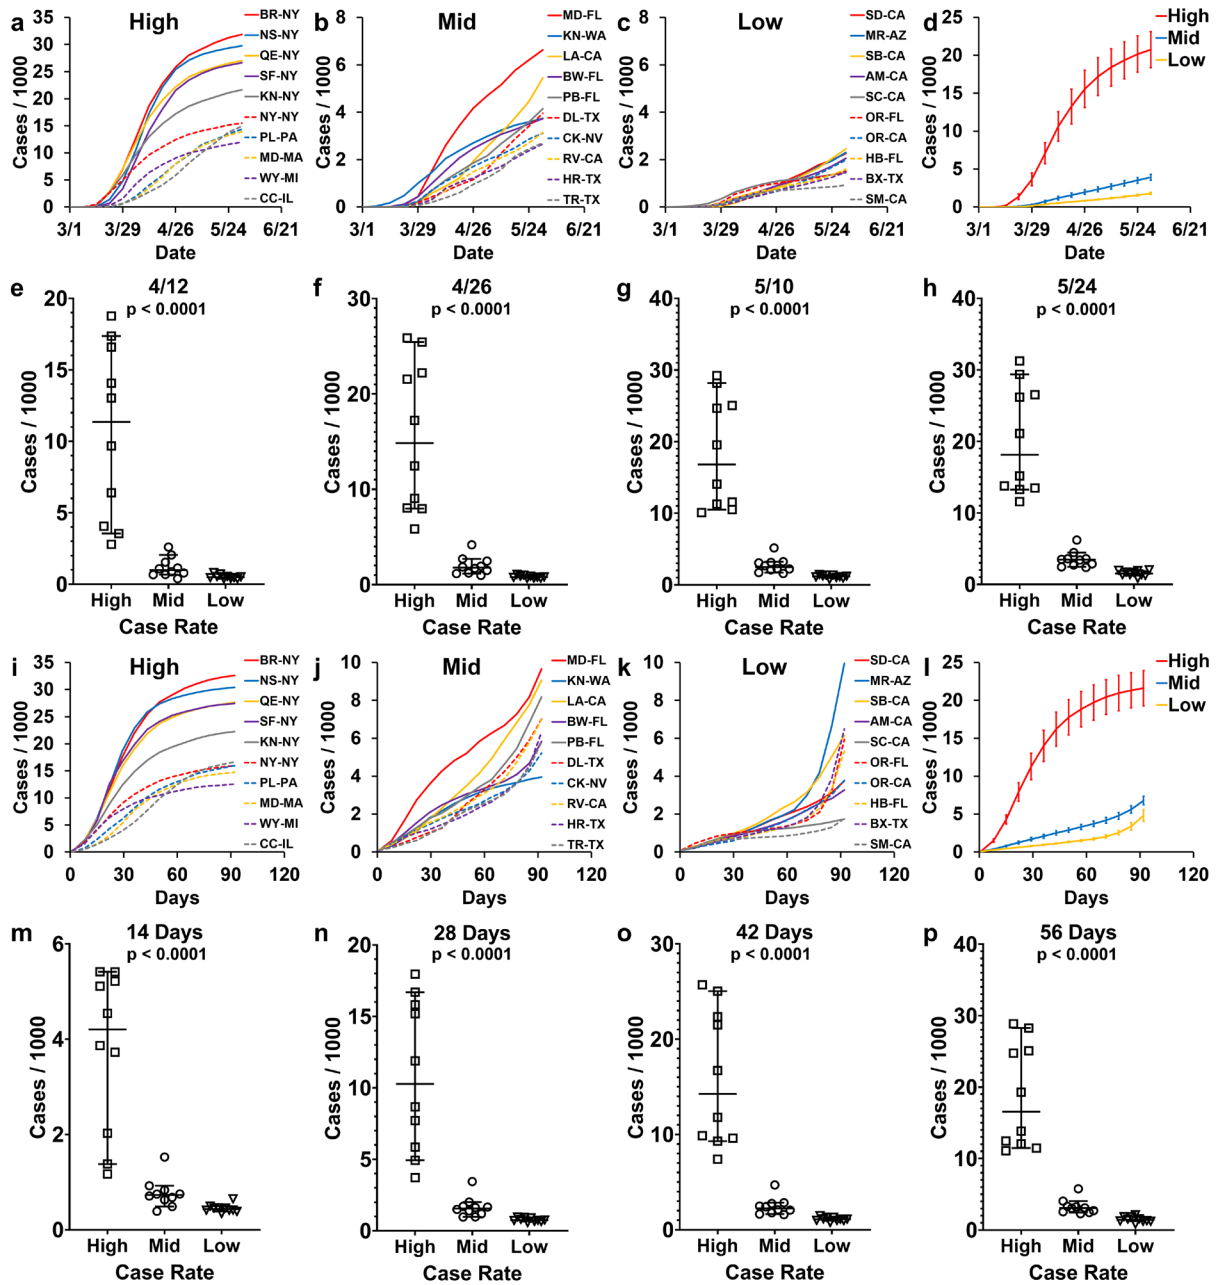 a
High
35
30
25
20
15
10
5
0
Cases / 1000
3/1
3/29
4/26
5/24
6/21
Date
BR-NY
NS-NY
QE-NY
SF-NY
KN-NY
NY-NY
PL-PA
MD-MA
WY-MI
CC-IL
b
Mid
8
6
4
2
0
Cases / 1000
3/1
3/29
4/26
5/24
6/21
Date
MD-FL
KN-WA
LA-CA
BW-FL
PB-FL
DL-TX
CK-NV
RV-CA
HR-TX
TR-TX
c
Low
8
6
4
2
0
Cases / 1000
3/1
3/29
4/26
5/24
6/21
Date
SD-CA
MR-AZ
SB-CA
AM-CA
SC-CA
OR-FL
OR-CA
HB-FL
BX-TX
SM-CA
d
25
20
15
10
5
0
Cases / 1000
3/1
3/29
4/26
5/24
6/21
Date
High
Mid
Low
e
4/12
p < 0.0001
20
15
10
5
0
Cases / 1000
High Mid Low
Case Rate
f
4/26
p < 0.0001
30
20
10
0
Cases / 1000
High Mid Low
Case Rate
g
5/10
p < 0.0001
40
30
20
10
0
Cases / 1000
High Mid Low
Case Rate
h
5/24
p < 0.0001
40
30
20
10
0
Cases / 1000
High Mid Low
Case Rate
i
High
35
30
25
20
15
10
5
0
Cases / 1000
0 30 60 90 120
Days
BR-NY
NS-NY
QE-NY
SF-NY
KN-NY
NY-NY
PL-PA
MD-MA
WY-MI
CC-IL
j
Mid
10
8
6
4
2
0
Cases / 1000
0 30 60 90 120
Days
MD-FL
KN-WA
LA-CA
BW-FL
PB-FL
DL-TX
CK-NV
RV-CA
HR-TX
TR-TX
k
Low
10
8
6
4
2
0
Cases / 1000
0 30 60 90 120
Days
SD-CA
MR-AZ
SB-CA
AM-CA
SC-CA
OR-FL
OR-CA
HB-FL
BX-TX
SM-CA
l
25
20
15
10
5
0
Cases / 1000
0 30 60 90 120
Days
High
Mid
Low
m
14 Days
p < 0.0001
6
4
2
0
Cases / 1000
High Mid Low
Case Rate
n
28 Days
p < 0.0001
20
15
10
5
0
Cases / 1000
High Mid Low
Case Rate
o
42 Days
p < 0.0001
30
20
10
0
Cases / 1000
High Mid Low
Case Rate
p
56 Days
p < 0.0001
40
30
20
10
0
Cases / 1000
High Mid Low
Case Rate